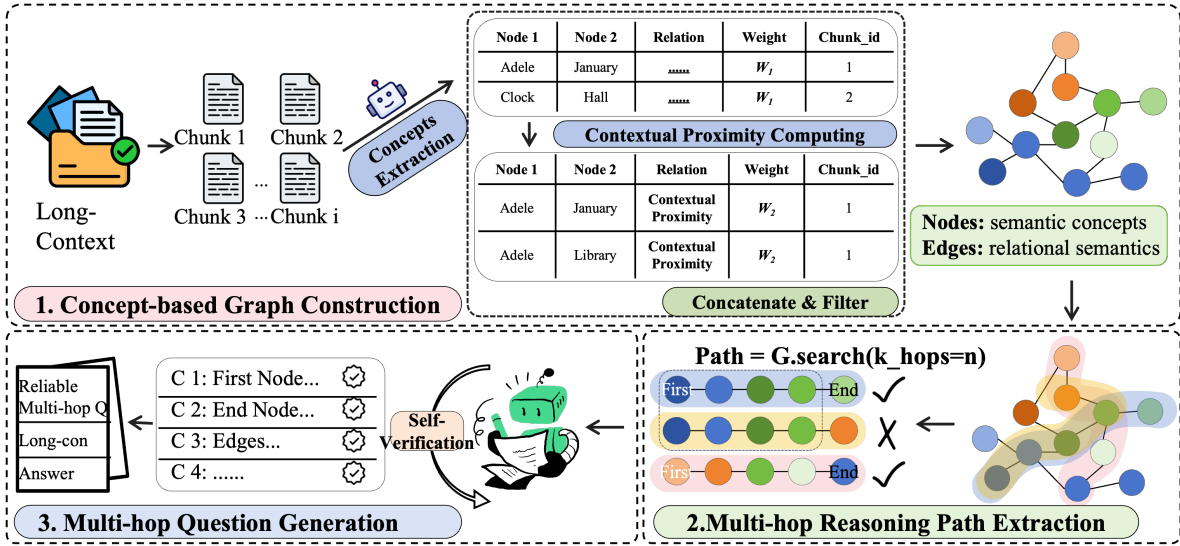 Long-
Context
Chunk 1
Chunk 2
Chunk 3
...
...
Chunk i
Concepts
Extraction
Node 1 Node 2 Relation Weight Chunk_id
Adele January ...... W1 1
Clock Hall ...... W1 2
Contextual Proximity Computing
Node 1 Node 2 Relation Weight Chunk_id
Adele January Contextual Proximity W2 1
Adele Library Contextual Proximity W2 1
Concatenate & Filter
Nodes: semantic concepts
Edges: relational semantics
1. Concept-based Graph Construction
Path = G.search(k_hops=n)
First End
First End
2.Multi-hop Reasoning Path Extraction
Self-
Verification
C 1: First Node...
C 2: End Node...
C 3: Edges...
C 4: ......
Reliable
Multi-hop Q
Long-con
Answer
3. Multi-hop Question Generation